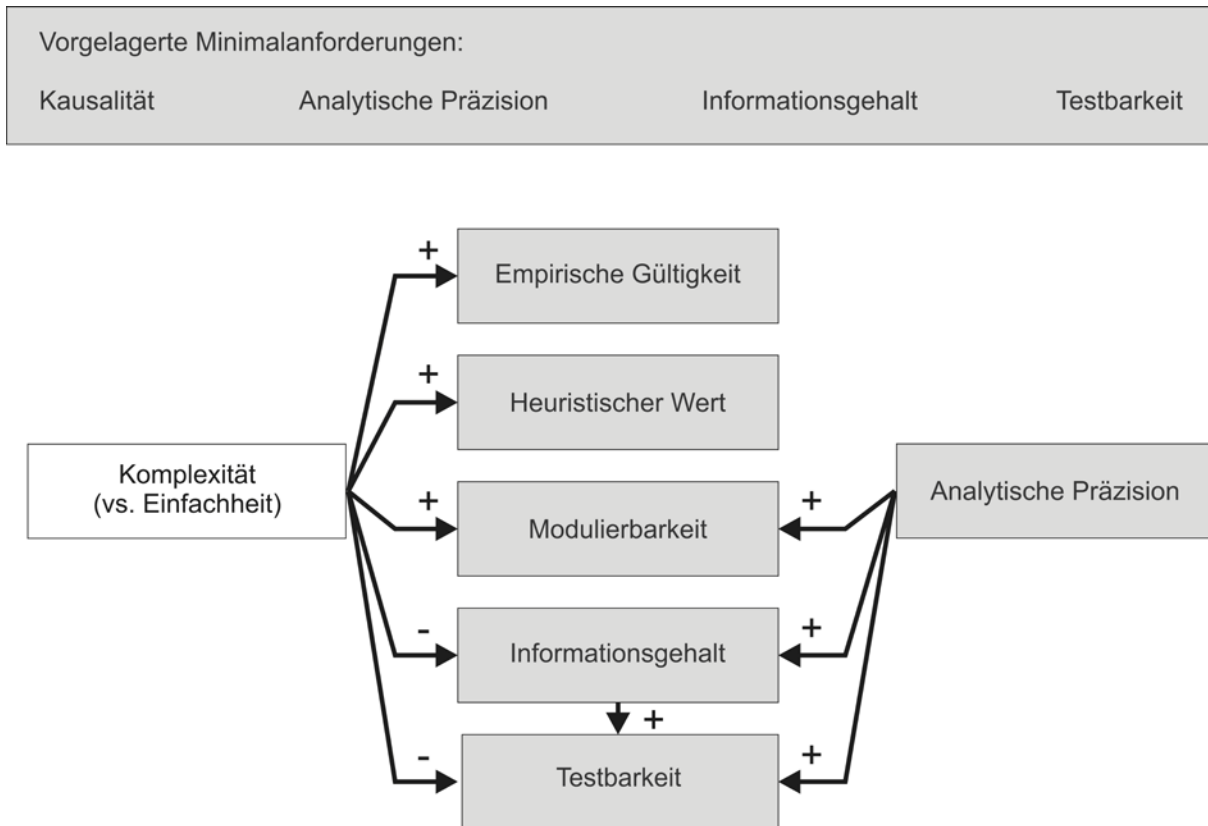 Vorgelagerte Minimalanforderungen:
Kausalität Analytische Präzision Informationsgehalt Testbarkeit
+
Empirische Gültigkeit
+
Heuristischer Wert
Komplexität
(vs. Einfachheit)
Analytische Präzision
+ +
Modulierbarkeit
- +
Informationsgehalt
+
- +
Testbarkeit